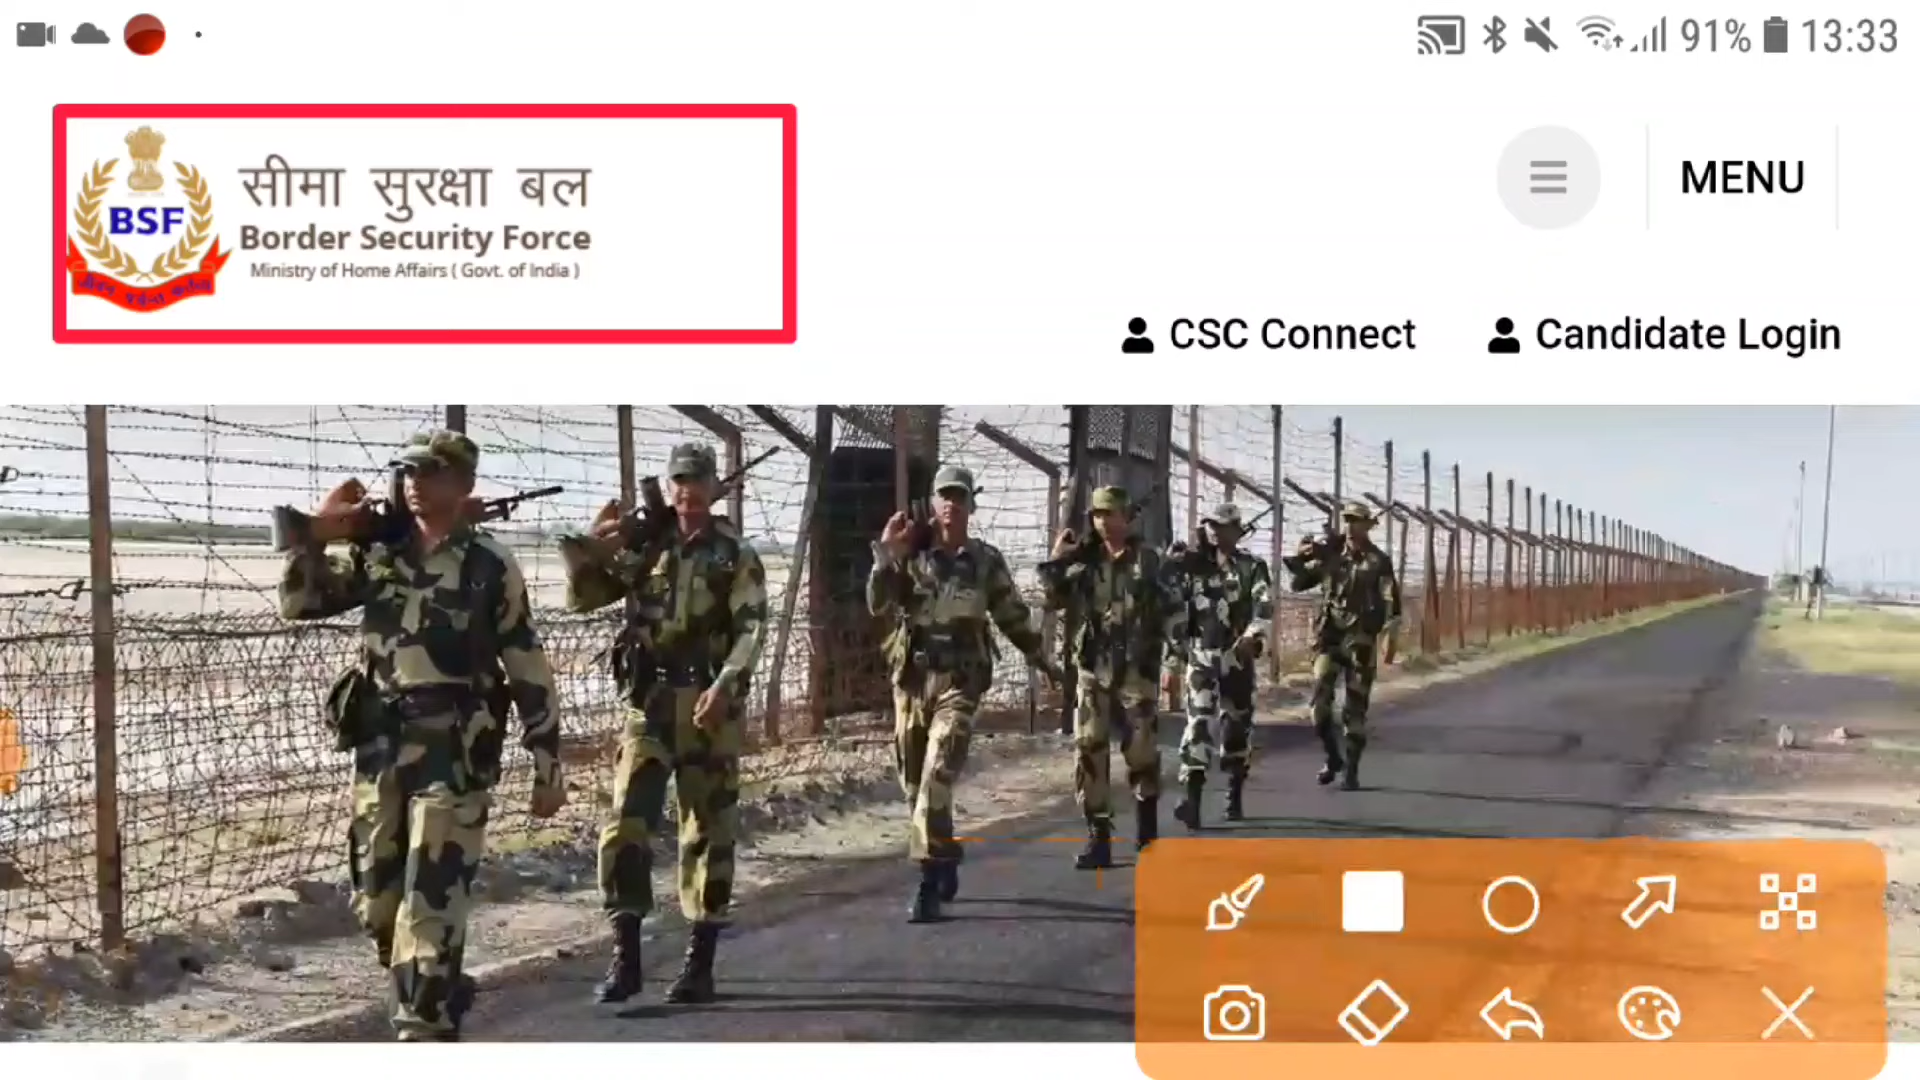 91% 13:33
सीमा सुरक्षा बल
BSF
Border Security Force
Ministry of Home Affairs ( Govt. of India )
MENU
CSC Connect
Candidate Login